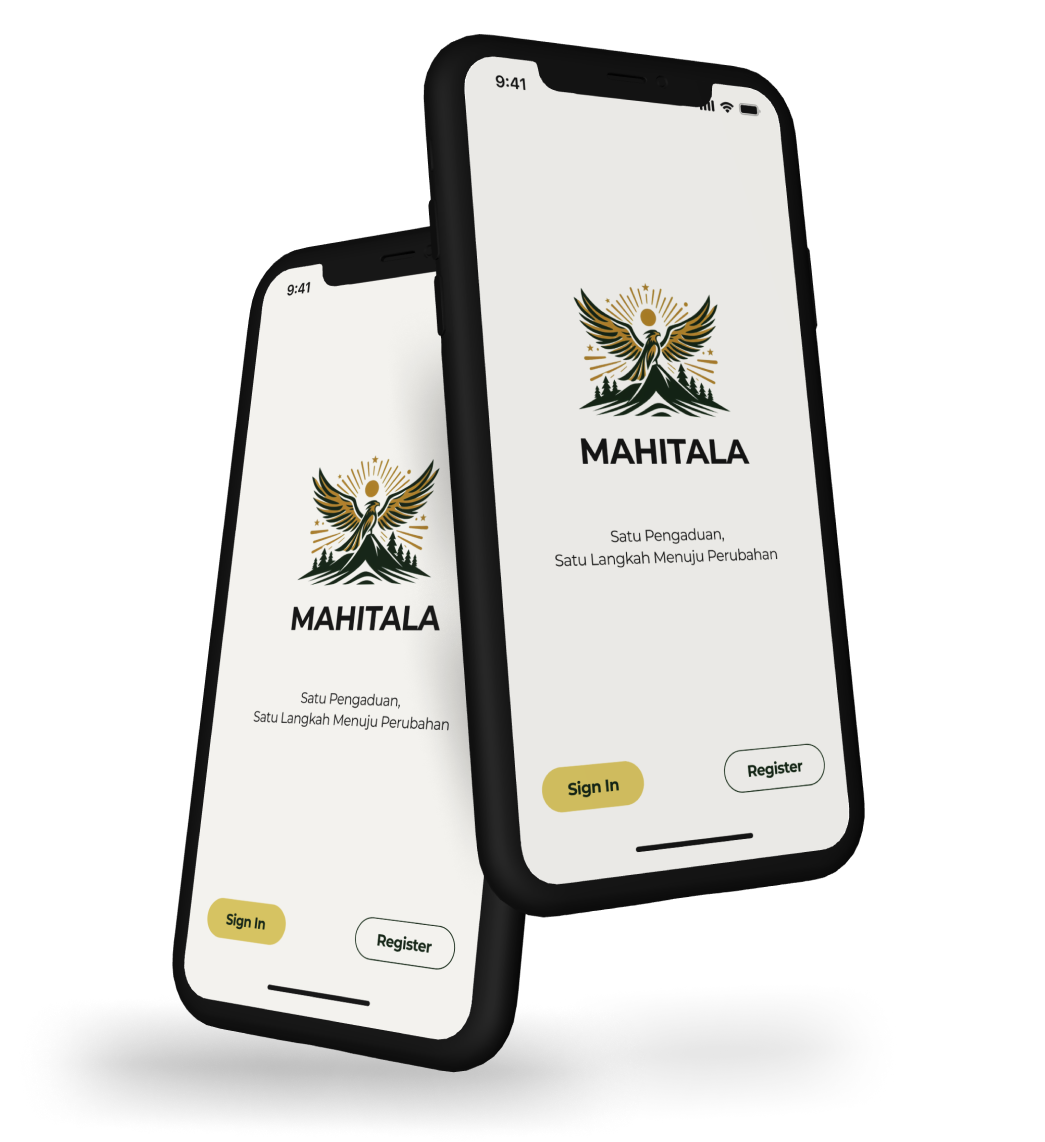 9:41
MAHITALA
Satu Pengaduan,
Satu Langkah Menuju Perubahan
Sign In
Register
9:41
MAHITALA
Satu Pengaduan,
Satu Langkah Menuju Perubahan
Sign In
Register